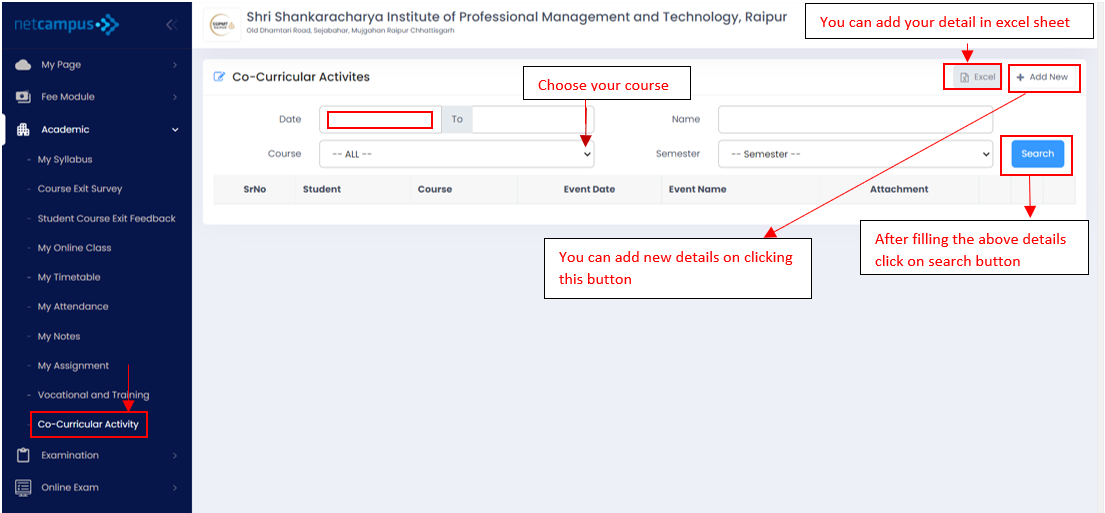 netcampus
Shri Shankaracharya Institute of Professional Management and Technology, Raipur
Old Dhamtari Road, Sejabahar, Mujgahan Raipur Chhattisgarh
You can add your detail in excel sheet
My Page
Fee Module
Academic
My Syllabus
Course Exit Survey
Student Course Exit Feedback
My Online Class
My Timetable
My Attendance
My Notes
My Assignment
Vocational and Training
Co-Curricular Activity
Examination
Online Exam
Co-Curricular Activites
Excel
Add New
Choose your course
Date
To
Name
Course
-- ALL --
Semester
-- Semester --
Search
SrNo Student Course Event Date Event Name Attachment
You can add new details on clicking
this button
After filling the above details
click on search button